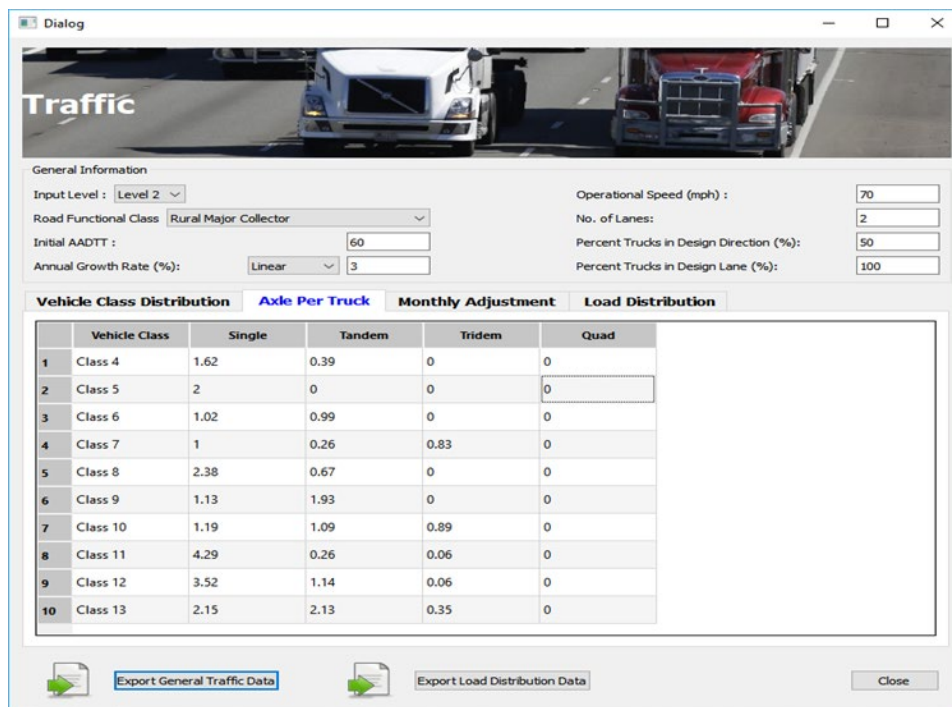 Dialog
Traffic
General Information
Input Level : Level 2
Operational Speed (mph) : 70
Road Functional Class Rural Major Collector
No. of Lanes: 2
Initial AADTT : 60
Percent Trucks in Design Direction (%): 50
Annual Growth Rate (%): Linear 3
Percent Trucks in Design Lane (%): 100
Vehicle Class Distribution Axle Per Truck Monthly Adjustment Load Distribution
Vehicle Class Single Tandem Tridem Quad
1 Class 4 1.62 0.39 0 0
2 Class 5 2 0 0 0
3 Class 6 1.02 0.99 0 0
4 Class 7 1 0.26 0.83 0
5 Class 8 2.38 0.67 0 0
6 Class 9 1.13 1.93 0 0
7 Class 10 1.19 1.09 0.89 0
8 Class 11 4.29 0.26 0.06 0
9 Class 12 3.52 1.14 0.06 0
10 Class 13 2.15 2.13 0.35 0
Export General Traffic Data Export Load Distribution Data Close